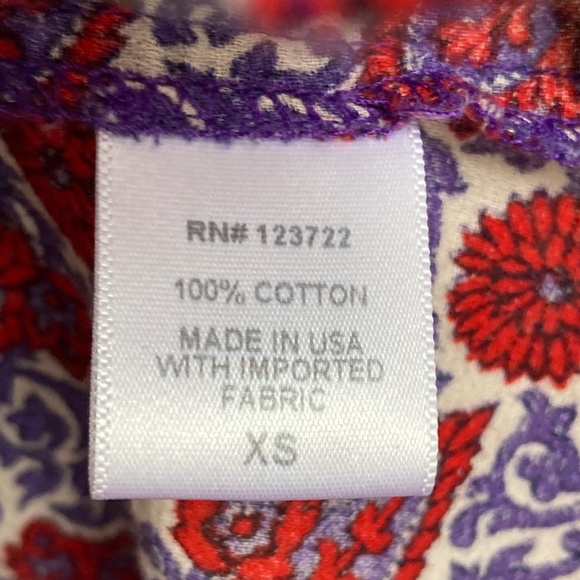 RN# 123722
100% COTTON
MADE IN USA
WITH IMPORTED
FABRIC
XS